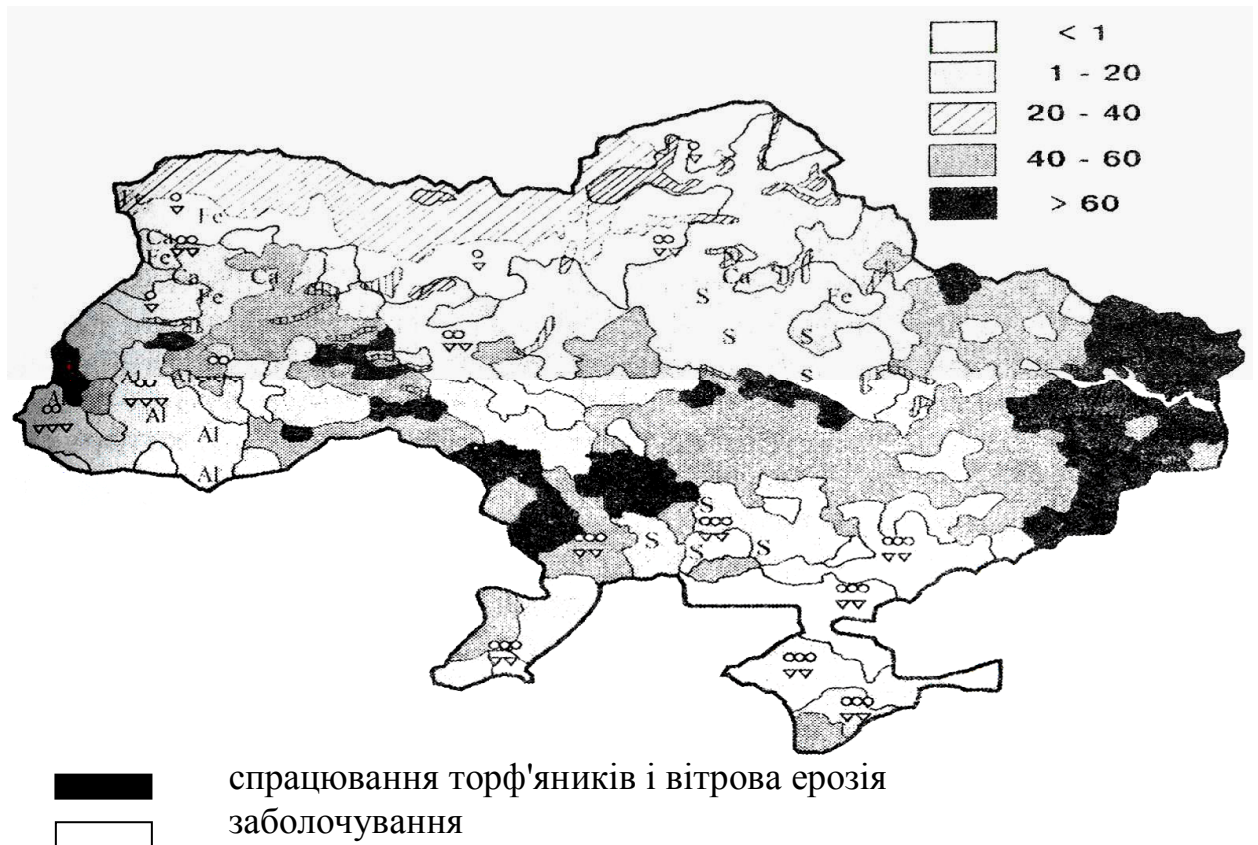 < 1
1 - 20
20 - 40
40 - 60
> 60
Fe
Fe
Ca
Fe
Ca
Ca
Fe
S
Ca
Fe
S
S
S
Al
Al
Al
Al
Al
S
S
S
S
спрацювання торф'яників і вітрова ерозія
заболочування